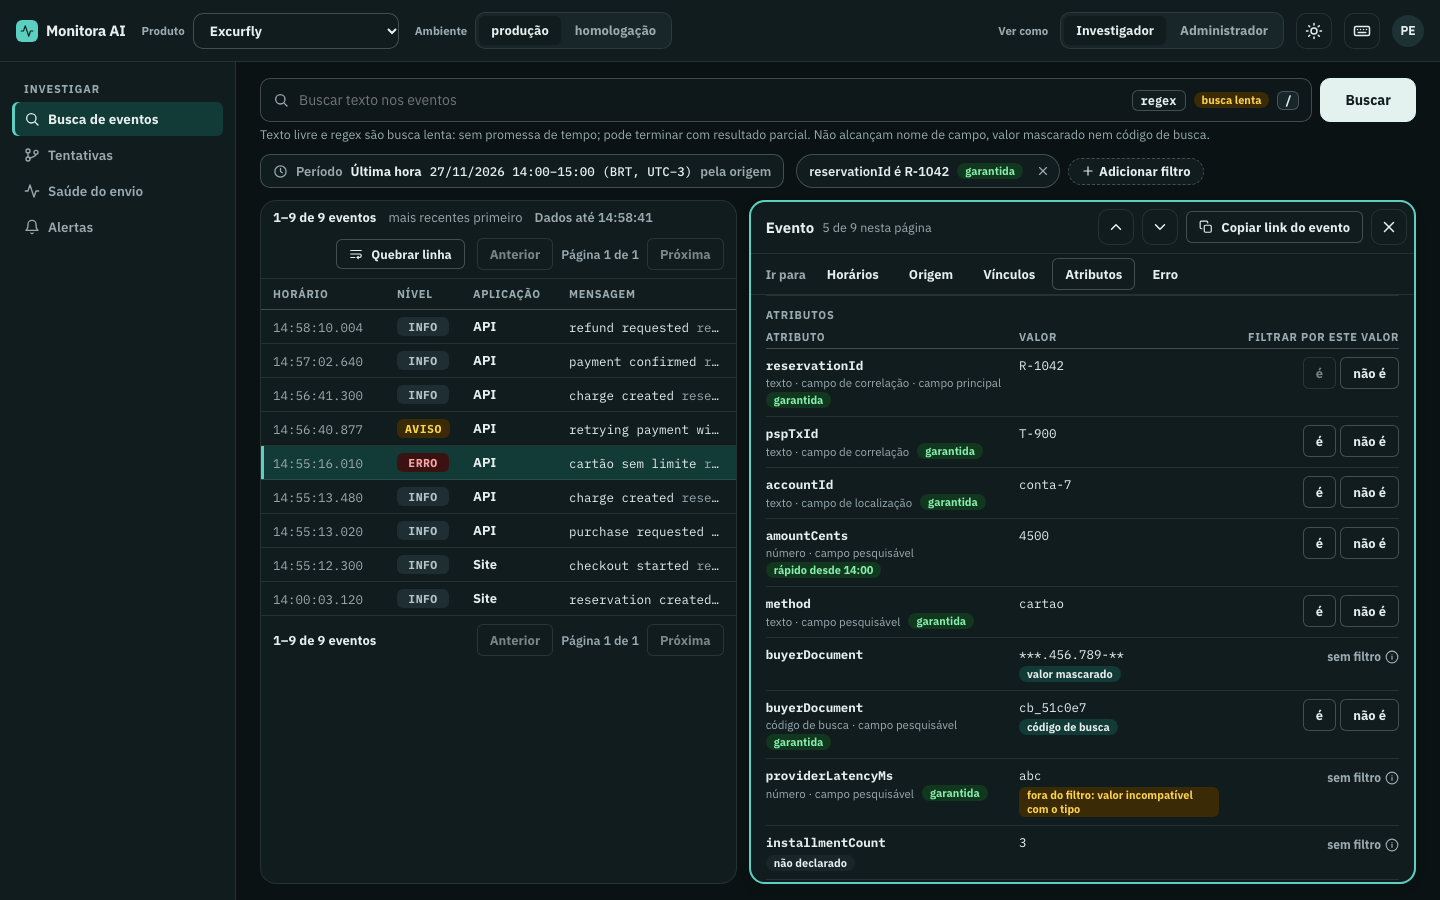 Monitora AI Produto Excurfly Ambiente produção homologação Ver como Investigador Administrador PE
INVESTIGAR
Busca de eventos
Tentativas
Saúde do envio
Alertas
Buscar texto nos eventos regex busca lenta / Buscar
Texto livre e regex são busca lenta: sem promessa de tempo; pode terminar com resultado parcial. Não alcançam nome de campo, valor mascarado nem código de busca.
Período Última hora 27/11/2026 14:00–15:00 (BRT, UTC−3) pela origem reservationId é R-1042 garantida Adicionar filtro
1–9 de 9 eventos mais recentes primeiro Dados até 14:58:41
Quebrar linha Anterior Página 1 de 1 Próxima
HORÁRIO NÍVEL APLICAÇÃO MENSAGEM
14:58:10.004 INFO API refund requested re…
14:57:02.640 INFO API payment confirmed r…
14:56:41.300 INFO API charge created rese…
14:56:40.877 AVISO API retrying payment wi…
14:55:16.010 ERRO API cartão sem limite r…
14:55:13.480 INFO API charge created rese…
14:55:13.020 INFO API purchase requested …
14:55:12.300 INFO Site checkout started re…
14:00:03.120 INFO Site reservation created…
1–9 de 9 eventos Anterior Página 1 de 1 Próxima
Evento 5 de 9 nesta página Copiar link do evento
Ir para Horários Origem Vínculos Atributos Erro
ATRIBUTOS
ATRIBUTO VALOR FILTRAR POR ESTE VALOR
reservationId R-1042 é não é
texto · campo de correlação · campo principal
garantida
pspTxId T-900 é não é
texto · campo de correlação garantida
accountId conta-7 é não é
texto · campo de localização garantida
amountCents 4500 é não é
número · campo pesquisável
rápido desde 14:00
method cartao é não é
texto · campo pesquisável garantida
buyerDocument ***.456.789-** sem filtro
valor mascarado
buyerDocument cb_51c0e7 é não é
código de busca · campo pesquisável código de busca
garantida
providerLatencyMs abc sem filtro
número · campo pesquisável garantida fora do filtro: valor incompatível
com o tipo
installmentCount 3 sem filtro
não declarado